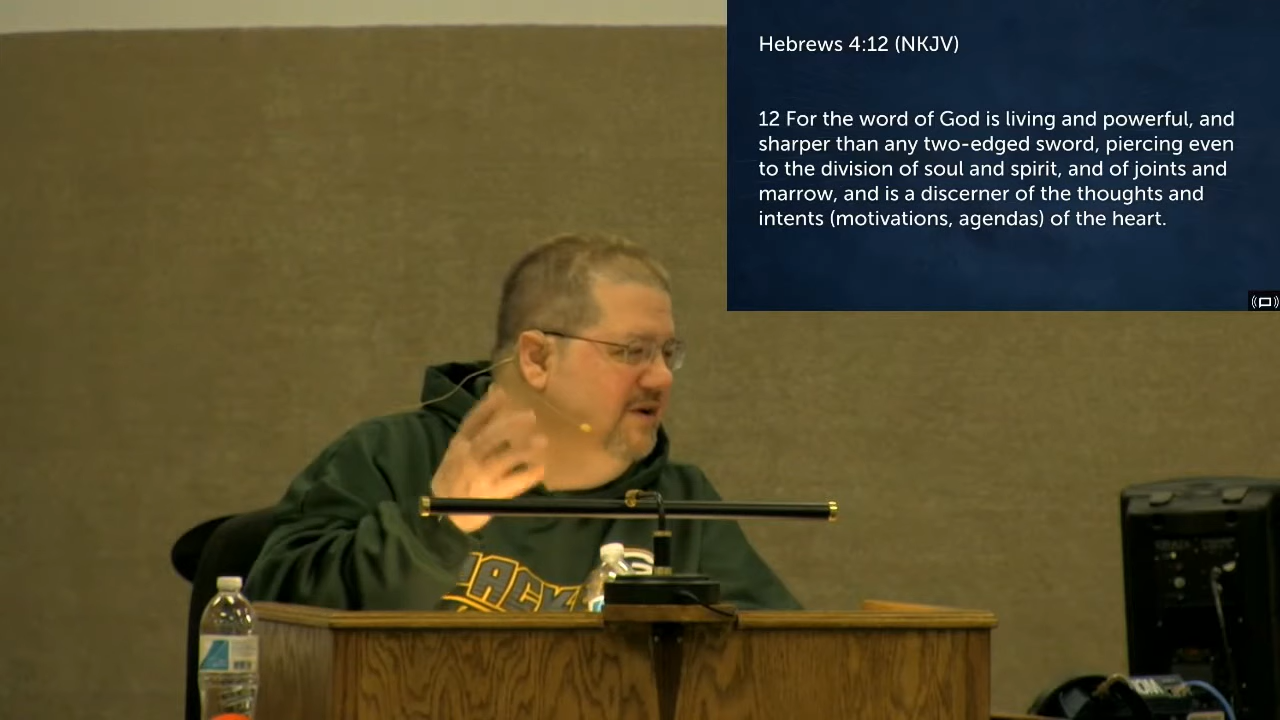 Hebrews 4:12 (NKJV)
12 For the word of God is living and powerful, and
sharper than any two-edged sword, piercing even
to the division of soul and spirit, and of joints and
marrow, and is a discerner of the thoughts and
intents (motivations, agendas) of the heart.
ACK